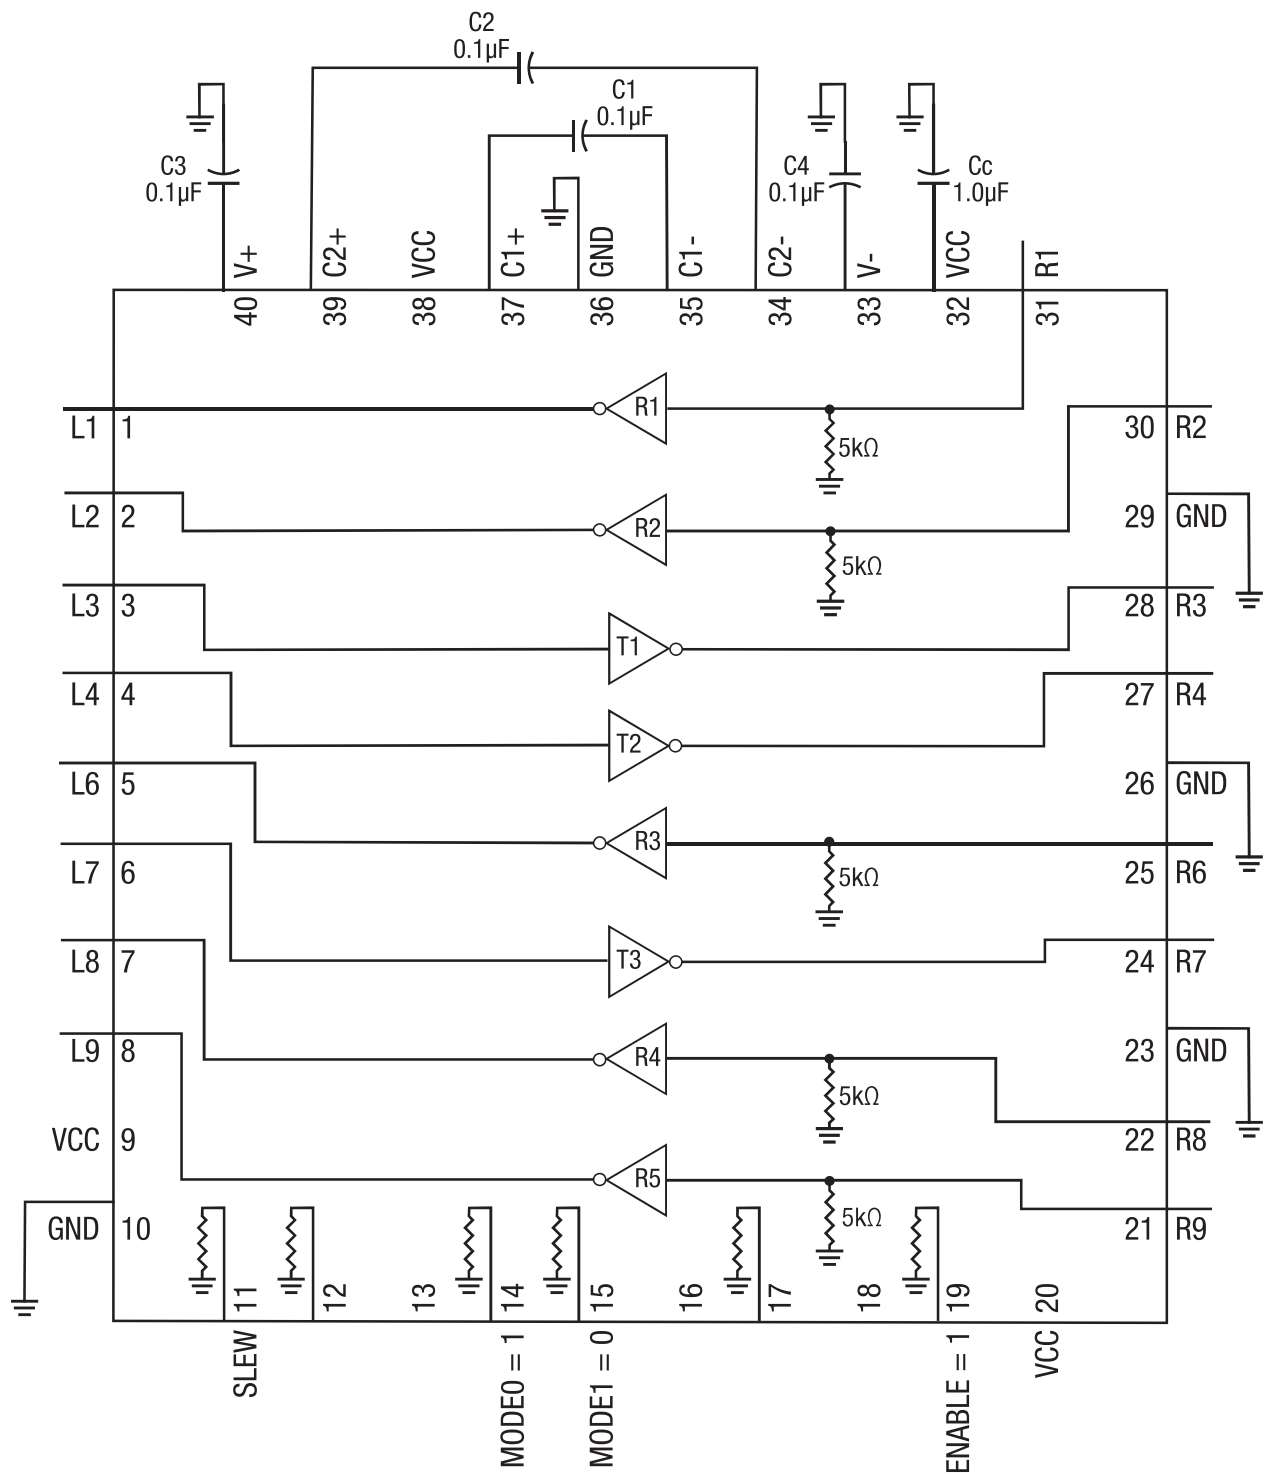 C2
0.1µF
C1
0.1µF
C3
0.1µF
C4
0.1µF
Cc
1.0µF
V+
C2+
VCC
C1+
GND
C1-
C2-
V-
VCC
R1
40
39
38
37
36
35
34
33
32
31
R1
L1 1
5kΩ
30 R2
L2 2
R2
5kΩ
29 GND
L3 3
T1
28 R3
L4 4
T2
27 R4
L6 5
R3
26 GND
L7 6
5kΩ
25 R6
L8 7
T3
24 R7
L9 8
R4
5kΩ
23 GND
VCC 9
R5
22 R8
GND 10
5kΩ
21 R9
11
12
13
14
15
16
17
18
19
20
SLEW
MODE0 = 1
MODE1 = 0
ENABLE = 1
VCC